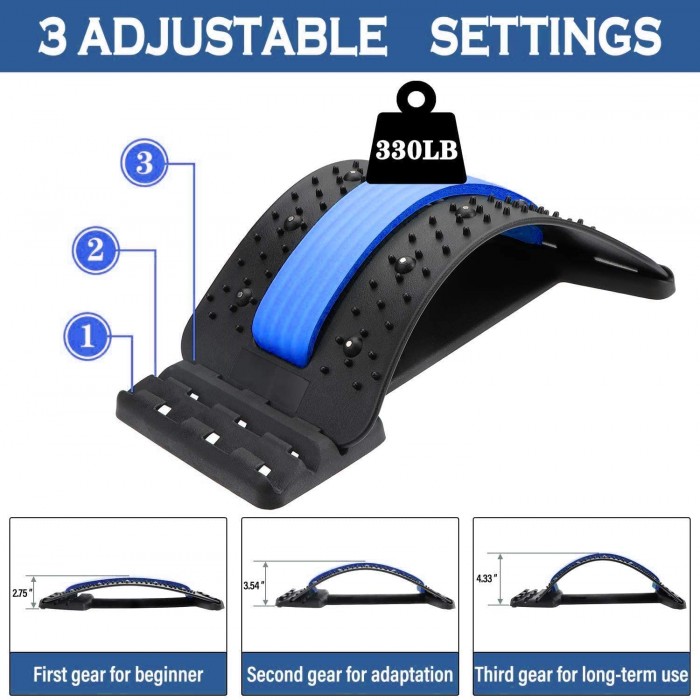 3 ADJUSTABLE SETTINGS
330LB
3
2
1
2.75 "
3.54 "
4.33 "
First gear for beginner
Second gear for adaptation
Third gear for long-term use